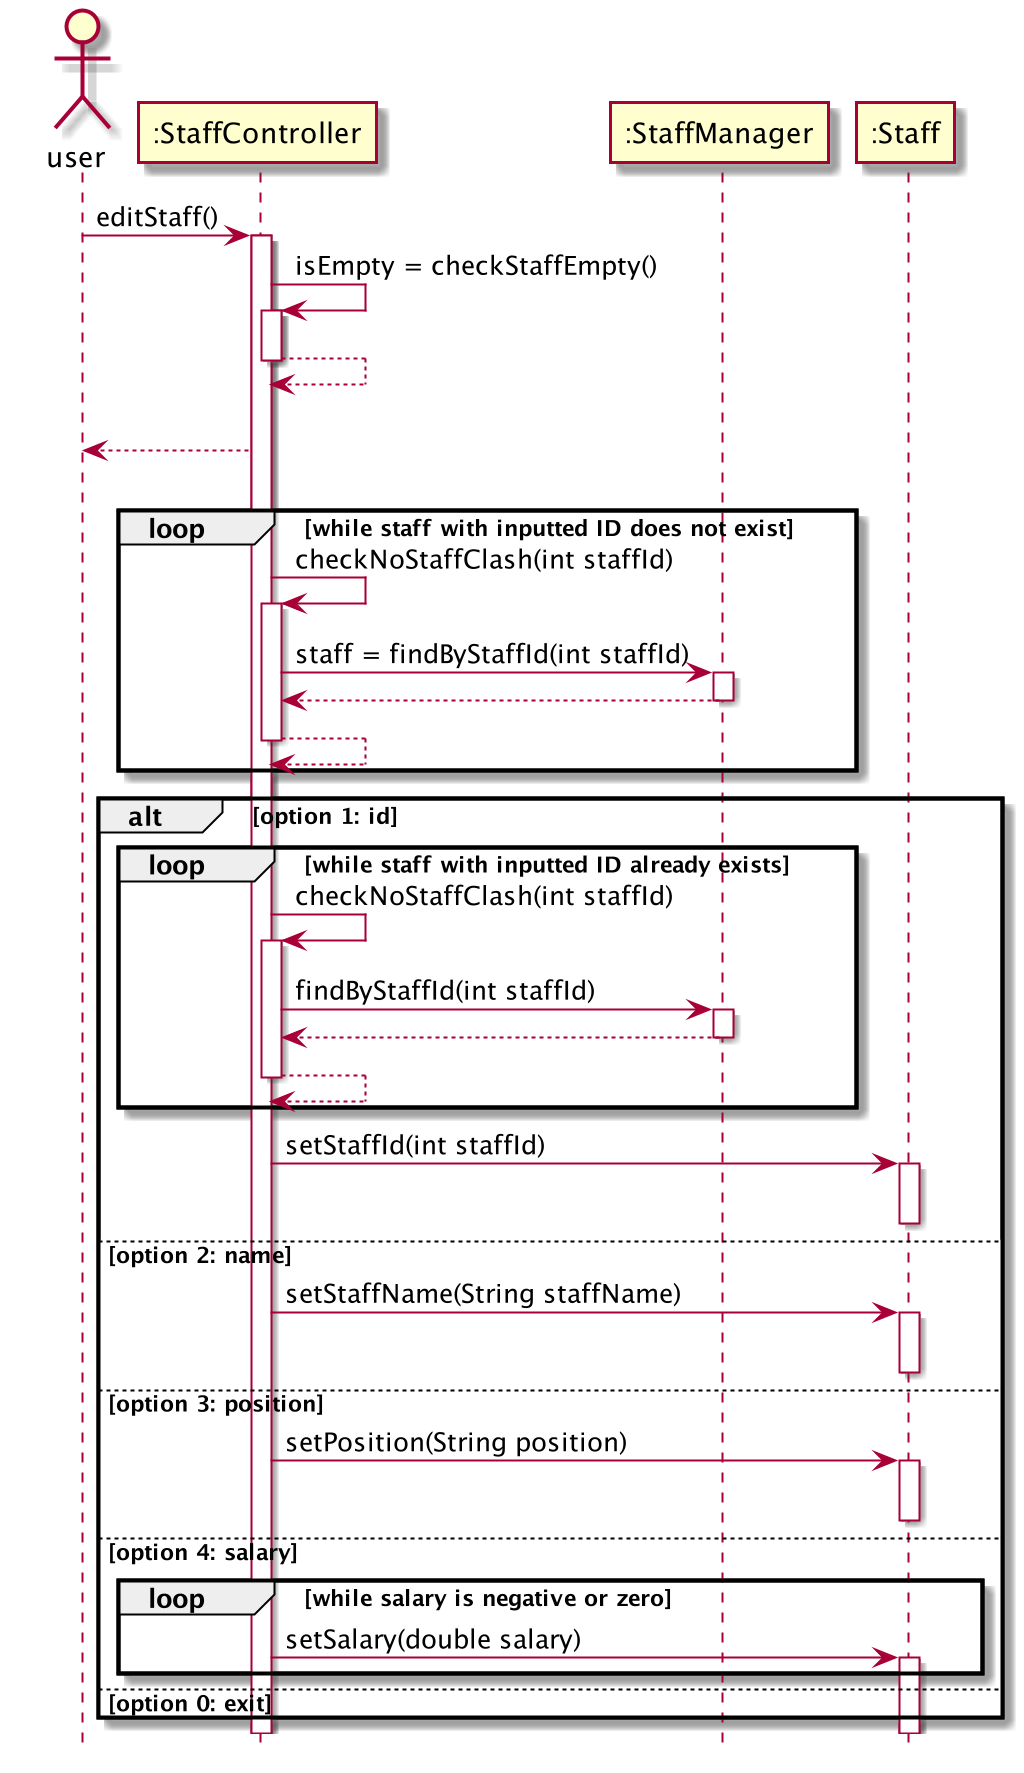 user
:StaffController
:StaffManager
:Staff
editStaff()
isEmpty = checkStaffEmpty()
loop [while staff with inputted ID does not exist]
checkNoStaffClash(int staffId)
staff = findByStaffId(int staffId)
alt [option 1: id]
loop [while staff with inputted ID already exists]
checkNoStaffClash(int staffId)
findByStaffId(int staffId)
setStaffId(int staffId)
[option 2: name]
setStaffName(String staffName)
[option 3: position]
setPosition(String position)
[option 4: salary]
loop [while salary is negative or zero]
setSalary(double salary)
[option 0: exit]